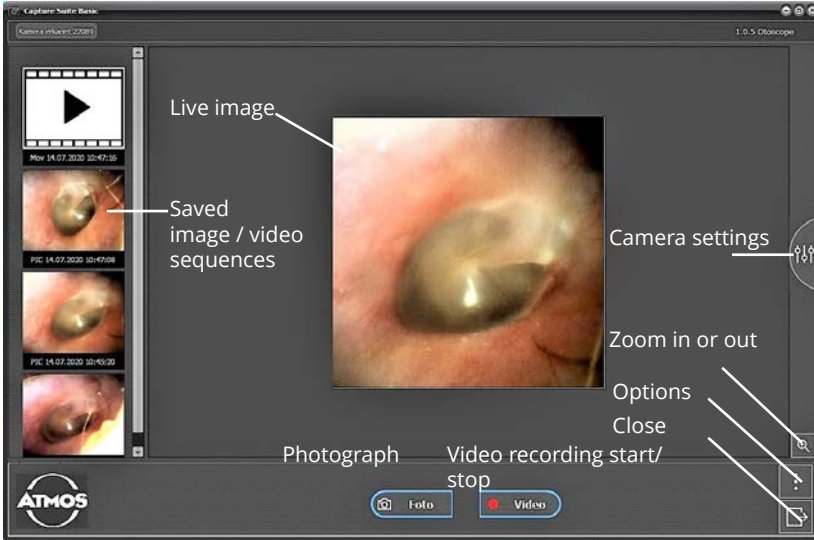 Capture Suite Basic
Kamera erkannt 22089
1.0.5 Otoscope
Mov 14.07.2020 10:47:16
Live image
Saved
image / video
sequences
PIC 14.07.2020 10:47:08
Camera settings
PIC 14.07.2020 10:45:20
Zoom in or out
Options
Close
Photograph
Video recording start/
stop
ATMOS
Foto
Video